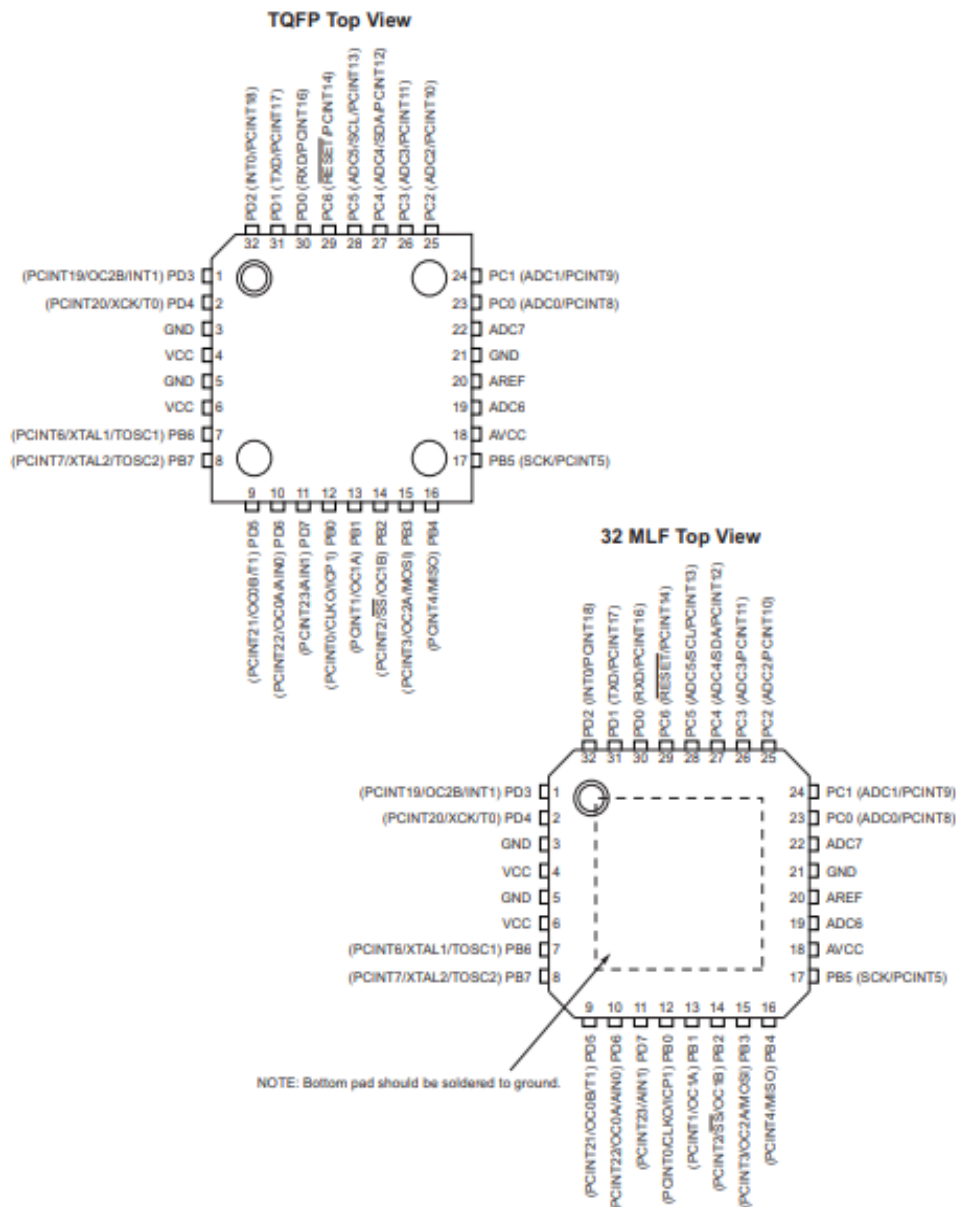 TQFP Top View
PD2 (INT0/PCINT18)
PD1 (TXD/PCINT17)
PD0 (RXD/PCINT16)
PC6 (RESET/PCINT14)
PC5 (ADC5/SCL/PCINT13)
PC4 (ADC4/SDA/PCINT12)
PC3 (ADC3/PCINT11)
PC2 (ADC2/PCINT10)
32 31 30 29 28 27 26 25
(PCINT19/OC2B/INT1) PD3 1
(PCINT20/XCK/T0) PD4 2
GND 3
VCC 4
GND 5
VCC 6
(PCINT6/XTAL1/TOSC1) PB6 7
(PCINT7/XTAL2/TOSC2) PB7 8
24 PC1 (ADC1/PCINT9)
23 PC0 (ADC0/PCINT8)
22 ADC7
21 GND
20 AREF
19 ADC6
18 AVCC
17 PB5 (SCK/PCINT5)
9 10 11 12 13 14 15 16
(PCINT21/OC0B/T1) PD5
(PCINT22/OC0A/AIN0) PD6
(PCINT23/AIN1) PD7
(PCINT0/CLKO/ICP1) PB0
(PCINT1/OC1A) PB1
(PCINT2/SS/OC1B) PB2
(PCINT3/OC2A/MOSI) PB3
(PCINT4/MISO) PB4
32 MLF Top View
PD2 (INT0/PCINT18)
PD1 (TXD/PCINT17)
PD0 (RXD/PCINT16)
PC6 (RESET/PCINT14)
PC5 (ADC5/SCL/PCINT13)
PC4 (ADC4/SDA/PCINT12)
PC3 (ADC3/PCINT11)
PC2 (ADC2/PCINT10)
32 31 30 29 28 27 26 25
(PCINT19/OC2B/INT1) PD3 1
(PCINT20/XCK/T0) PD4 2
GND 3
VCC 4
GND 5
VCC 6
(PCINT6/XTAL1/TOSC1) PB6 7
(PCINT7/XTAL2/TOSC2) PB7 8
24 PC1 (ADC1/PCINT9)
23 PC0 (ADC0/PCINT8)
22 ADC7
21 GND
20 AREF
19 ADC6
18 AVCC
17 PB5 (SCK/PCINT5)
9 10 11 12 13 14 15 16
(PCINT21/OC0B/T1) PD5
(PCINT22/OC0A/AIN0) PD6
(PCINT23/AIN1) PD7
(PCINT0/CLKO/ICP1) PB0
(PCINT1/OC1A) PB1
(PCINT2/SS/OC1B) PB2
(PCINT3/OC2A/MOSI) PB3
(PCINT4/MISO) PB4
NOTE: Bottom pad should be soldered to ground.